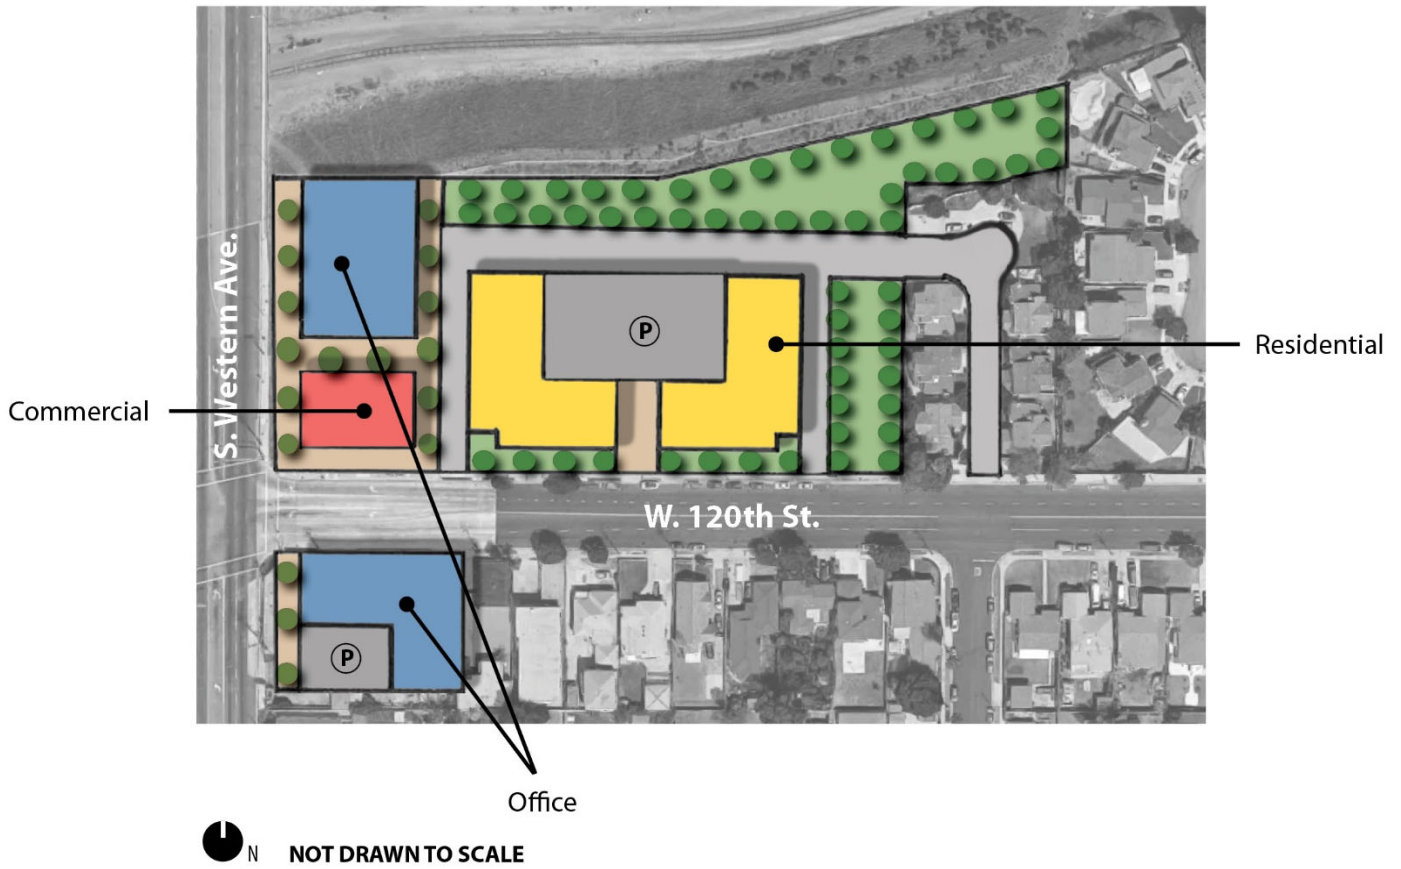 S. Western Ave.
Commercial
P
Residential
W. 120th St.
P
Office
N
NOT DRAWN TO SCALE